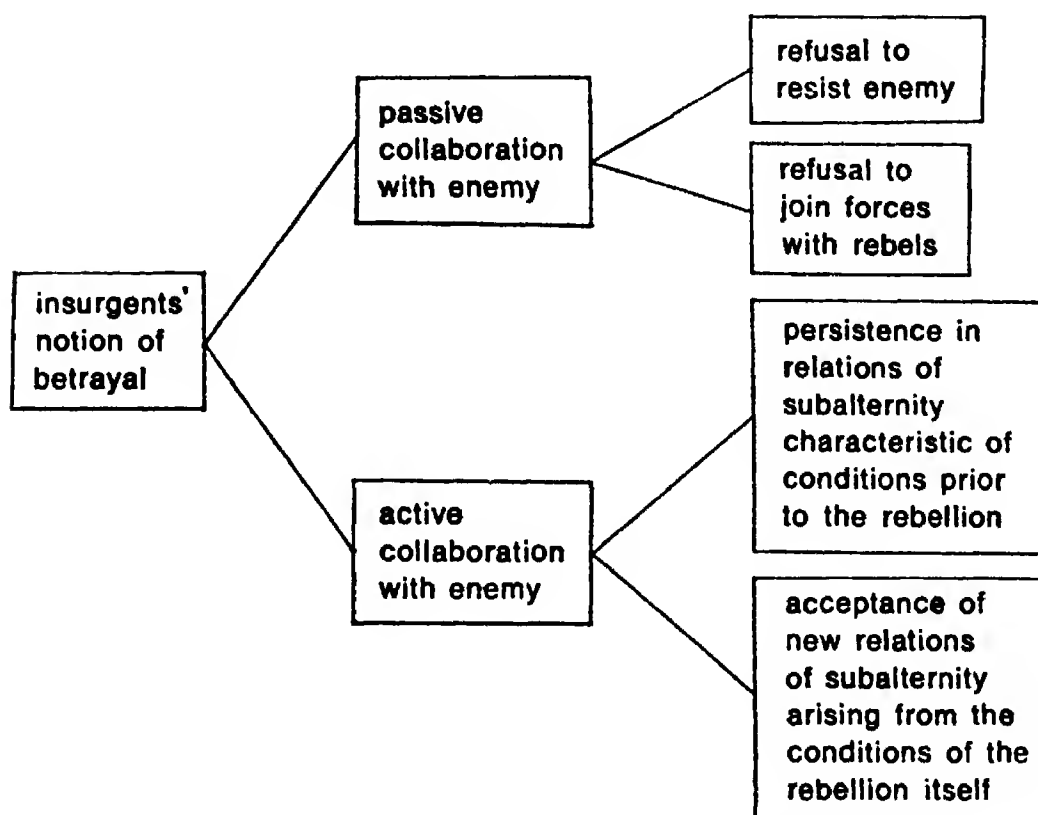 insurgents'
notion of
betrayal
passive
collaboration
with enemy
refusal to
resist enemy
refusal to
join forces
with rebels
active
collaboration
with enemy
persistence in
relations of
subalternity
characteristic of
conditions prior
to the rebellion
acceptance of
new relations
of subalternity
arising from the
conditions of the
rebellion itself